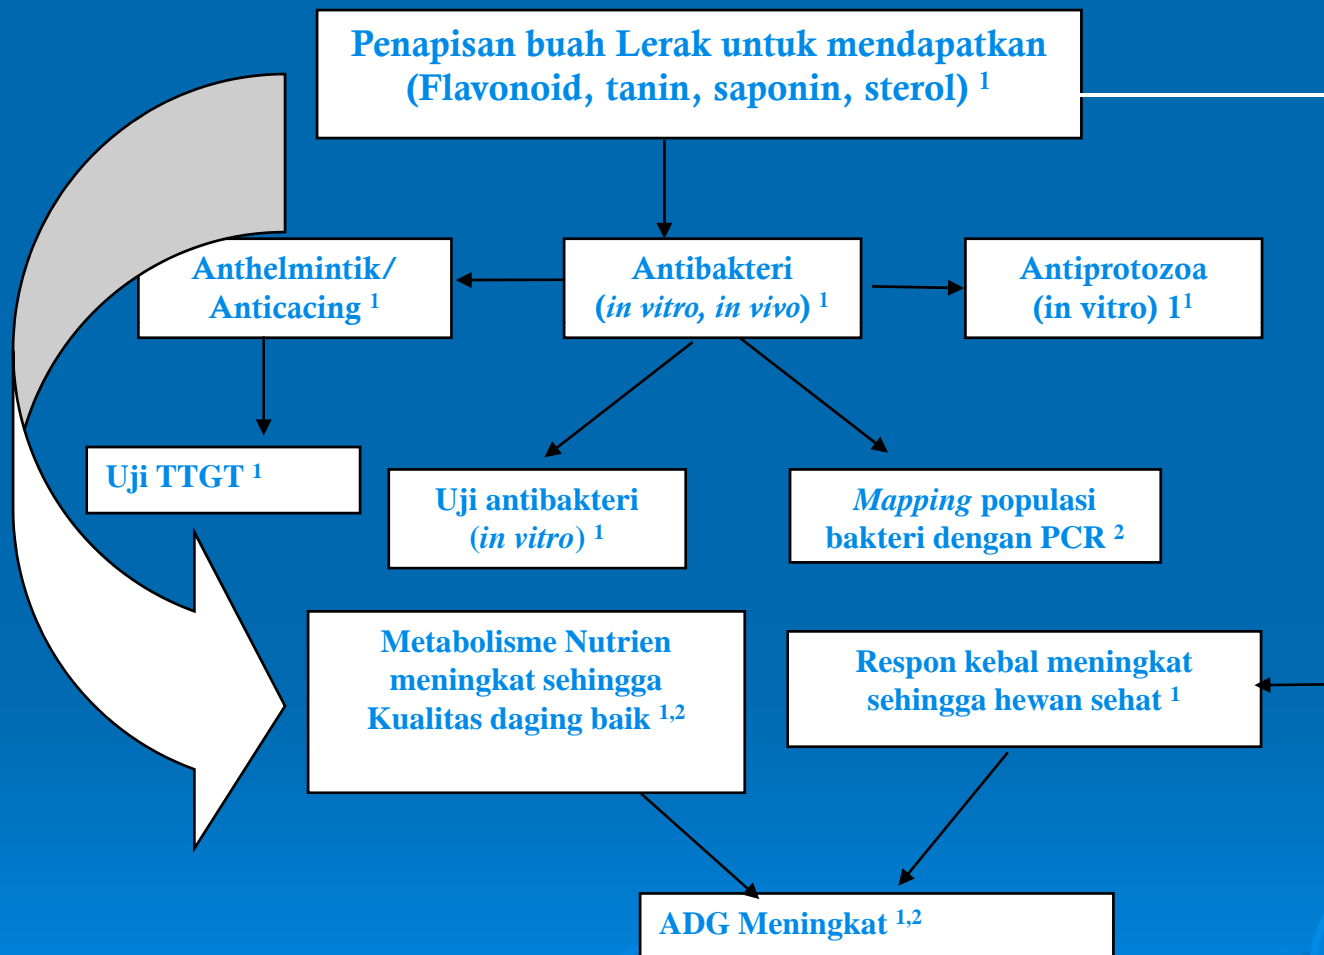 Penapisan buah Lerak untuk mendapatkan
(Flavonoid, tanin, saponin, sterol) 1
Anthelmintik/
Anticacing 1
Antibakteri
(in vitro, in vivo) 1
Antiprotozoa
(in vitro) 11
Uji TTGT 1
Uji antibakteri
(in vitro) 1
Mapping populasi
bakteri dengan PCR 2
Metabolisme Nutrien
meningkat sehingga
Kualitas daging baik 1,2
Respon kebal meningkat
sehingga hewan sehat 1
ADG Meningkat 1,2